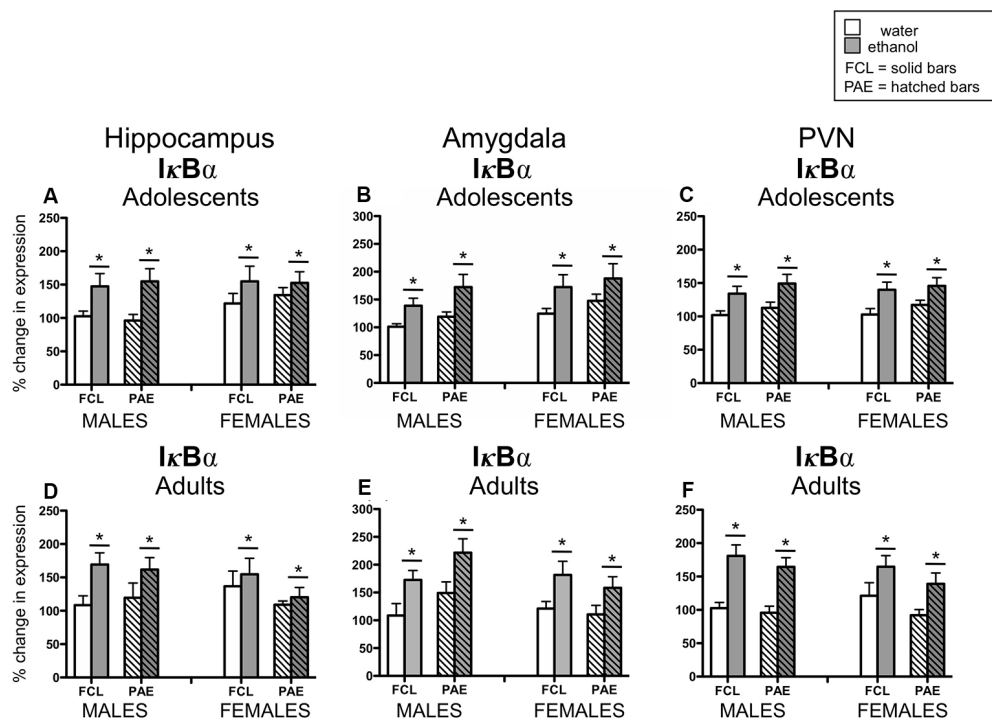 water
ethanol
FCL = solid bars
PAE = hatched bars
Hippocampus
IκBα
Adolescents
A
% change in expression
250
200
150
100
50
0
FCL PAE FCL PAE
MALES FEMALES
Amygdala
IκBα
Adolescents
B
300
250
200
150
100
50
0
FCL PAE FCL PAE
MALES FEMALES
PVN
IκBα
Adolescents
C
250
200
150
100
50
0
FCL PAE FCL PAE
MALES FEMALES
IκBα
Adults
D
% change in expression
250
200
150
100
50
0
FCL PAE FCL PAE
MALES FEMALES
IκBα
Adults
E
300
250
200
150
100
50
0
FCL PAE FCL PAE
MALES FEMALES
IκBα
Adults
F
250
200
150
100
50
0
FCL PAE FCL PAE
MALES FEMALES